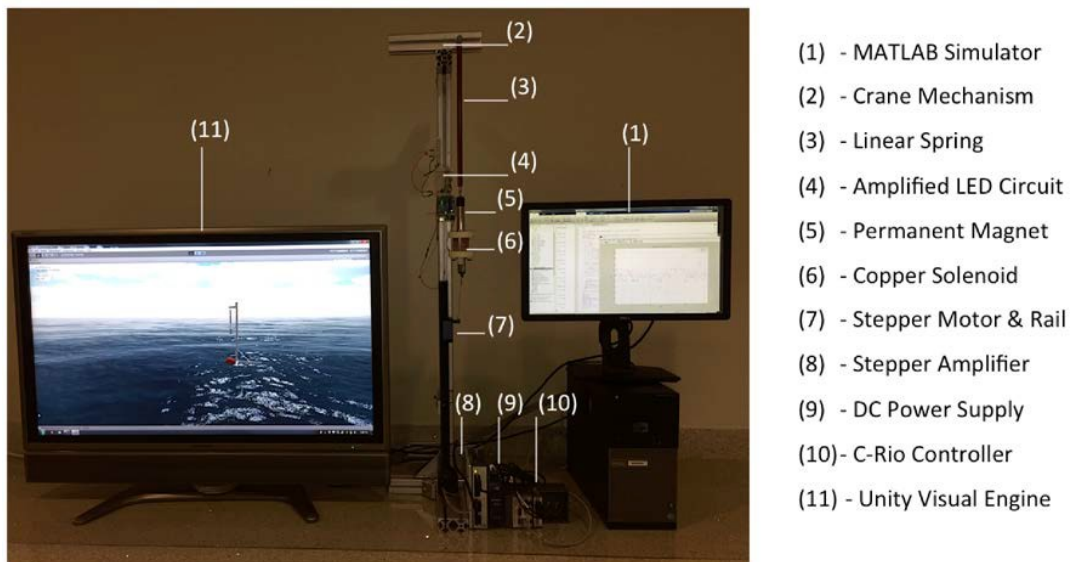 (2)
(3)
(11)
(4)
(1)
(5)
(6)
(7)
(8) (9) (10)
(1) - MATLAB Simulator
(2) - Crane Mechanism
(3) - Linear Spring
(4) - Amplified LED Circuit
(5) - Permanent Magnet
(6) - Copper Solenoid
(7) - Stepper Motor & Rail
(8) - Stepper Amplifier
(9) - DC Power Supply
(10) - C-Rio Controller
(11) - Unity Visual Engine